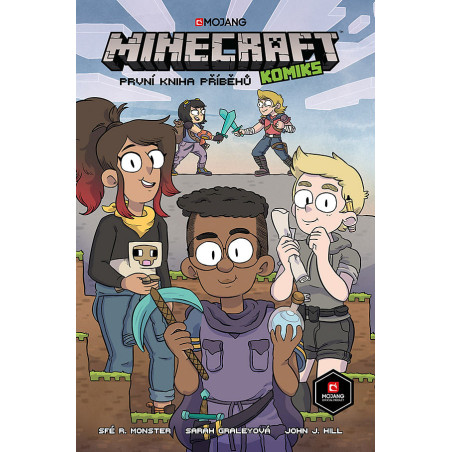 MOJANG
MINECRAFT
KOMIKS
PRVNÍ KNIHA PŘÍBĚHŮ
MOJANG
SFÉ R. MONSTER SARAH GRALEYOVÁ JOHN J. HILL